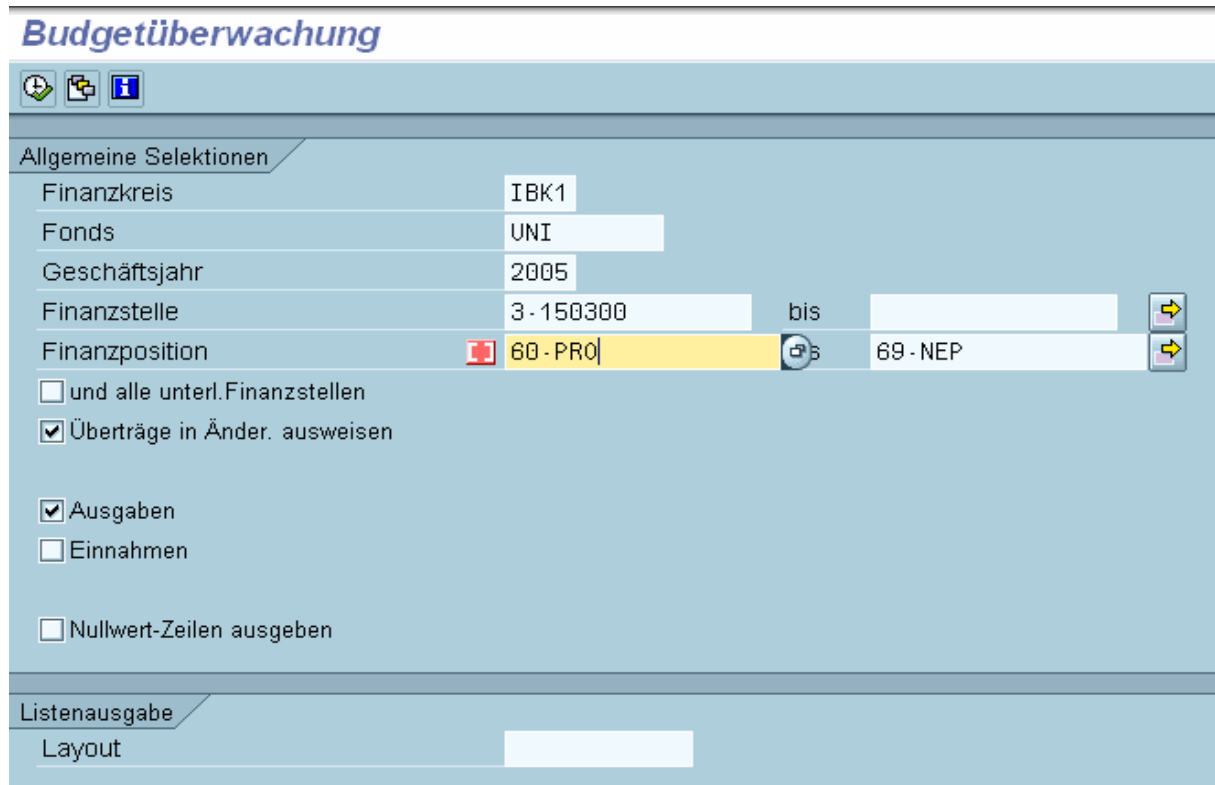 Budgetüberwachung
Allgemeine Selektionen
Finanzkreis IBK1
Fonds UNI
Geschäftsjahr 2005
Finanzstelle 3-150300 bis
Finanzposition 60-PRO s 69-NEP
und alle unterl.Finanzstellen
Überträge in Änder. ausweisen
Ausgaben
Einnahmen
Nullwert-Zeilen ausgeben
Listenausgabe
Layout